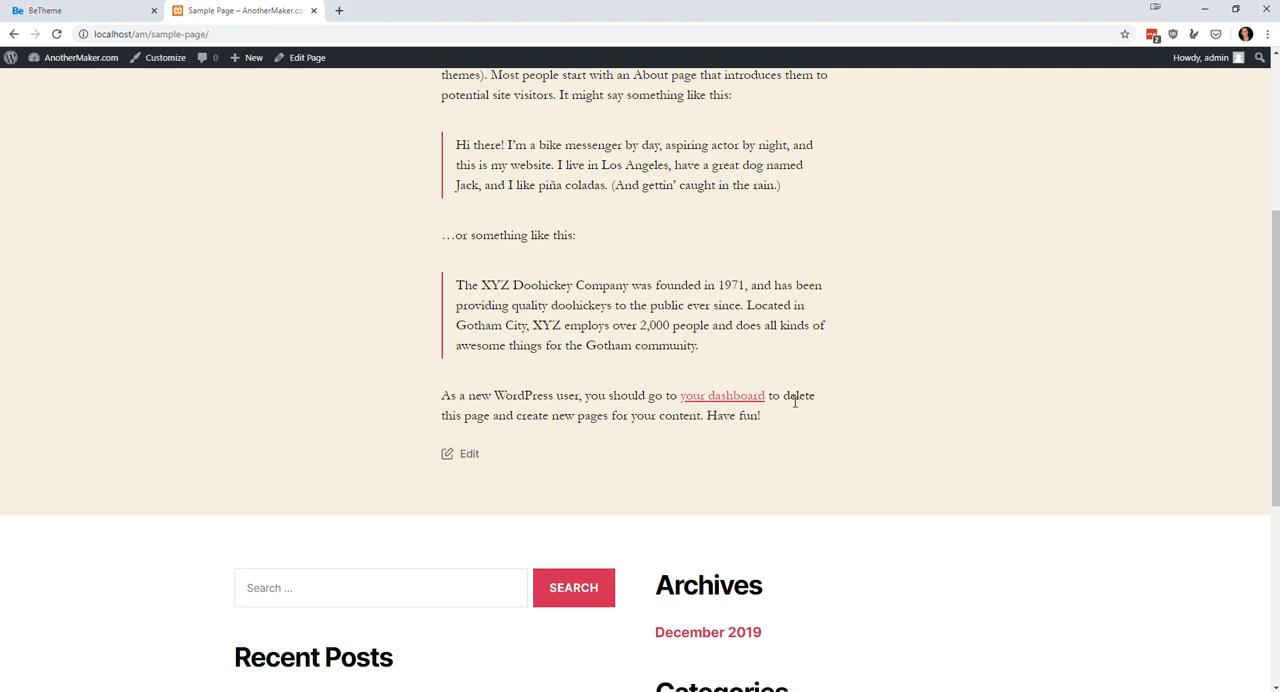 BeTheme
Sample Page – AnotherMaker.co
localhost/am/sample-page/
AnotherMaker.com Customize 0 New Edit Page Howdy, admin
themes). Most people start with an About page that introduces them to
potential site visitors. It might say something like this:
Hi there! I’m a bike messenger by day, aspiring actor by night, and
this is my website. I live in Los Angeles, have a great dog named
Jack, and I like piña coladas. (And gettin’ caught in the rain.)
…or something like this:
The XYZ Doohickey Company was founded in 1971, and has been
providing quality doohickeys to the public ever since. Located in
Gotham City, XYZ employs over 2,000 people and does all kinds of
awesome things for the Gotham community.
As a new WordPress user, you should go to your dashboard to delete
this page and create new pages for your content. Have fun!
Edit
Search …
SEARCH
Archives
December 2019
Recent Posts
Categories